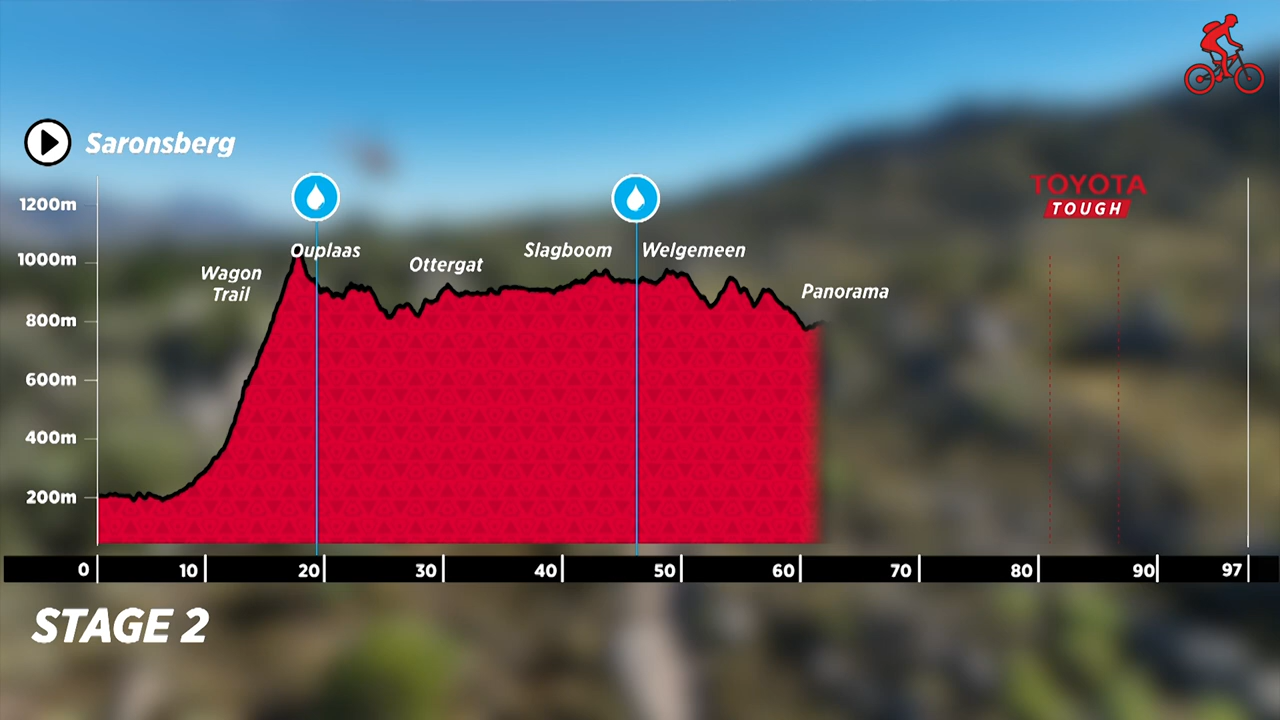 Saronsberg
TOYOTA
TOUGH
1200m
1000m
800m
600m
400m
200m
Wagon
Trail
Ouplaas
Ottergat
Slagboom
Welgemeen
Panorama
0 10 20 30 40 50 60 70 80 90 97
STAGE 2